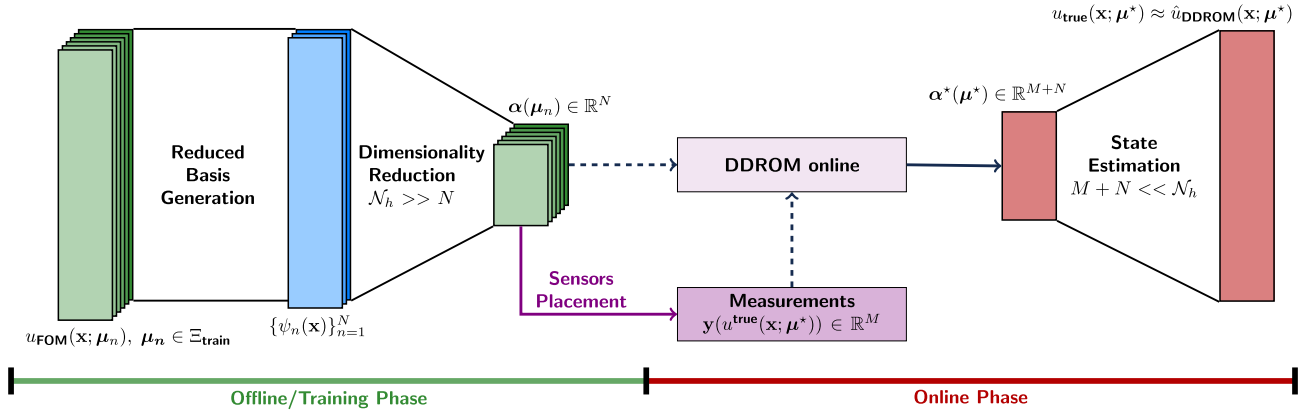 u_true(x; μ⋆) ≈ û_DDROM(x; μ⋆)
α(μ_n) ∈ ℝ^N
α⋆(μ⋆) ∈ ℝ^{M+N}
Reduced
Basis
Generation
Dimensionality
Reduction
𝒩_h >> N
DDROM online
State
Estimation
M + N << 𝒩_h
Sensors
Placement
Measurements
y(u^true(x; μ⋆)) ∈ ℝ^M
u_FOM(x; μ_n), μ_n ∈ Ξ_train
{ψ_n(x)}_{n=1}^N
Offline/Training Phase
Online Phase